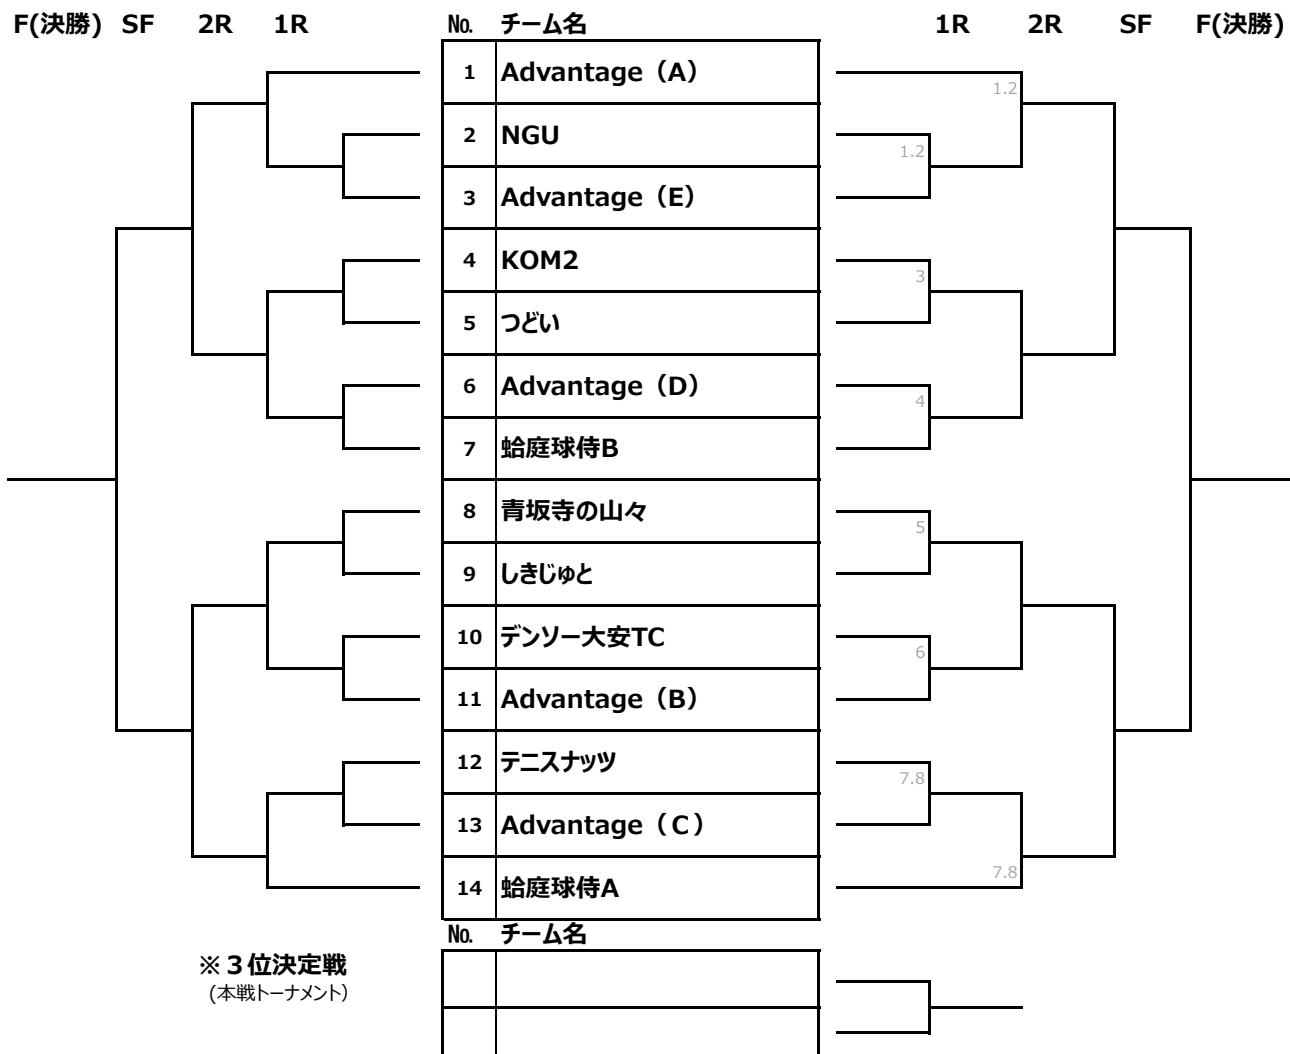 F(決勝) SF 2R 1R № チーム名 1R 2R SF F(決勝)
1 Advantage（A）
1.2
2 NGU
1.2
3 Advantage（E）
4 KOM2
3
5 つどい
6 Advantage（D）
4
7 蛤庭球侍B
8 青坂寺の山々
5
9 しきじゅと
10 デンソー大安TC
6
11 Advantage（B）
12 テニスナッツ
7.8
13 Advantage（C）
7.8
14 蛤庭球侍A
№ チーム名
※３位決定戦
(本戦トーナメント)